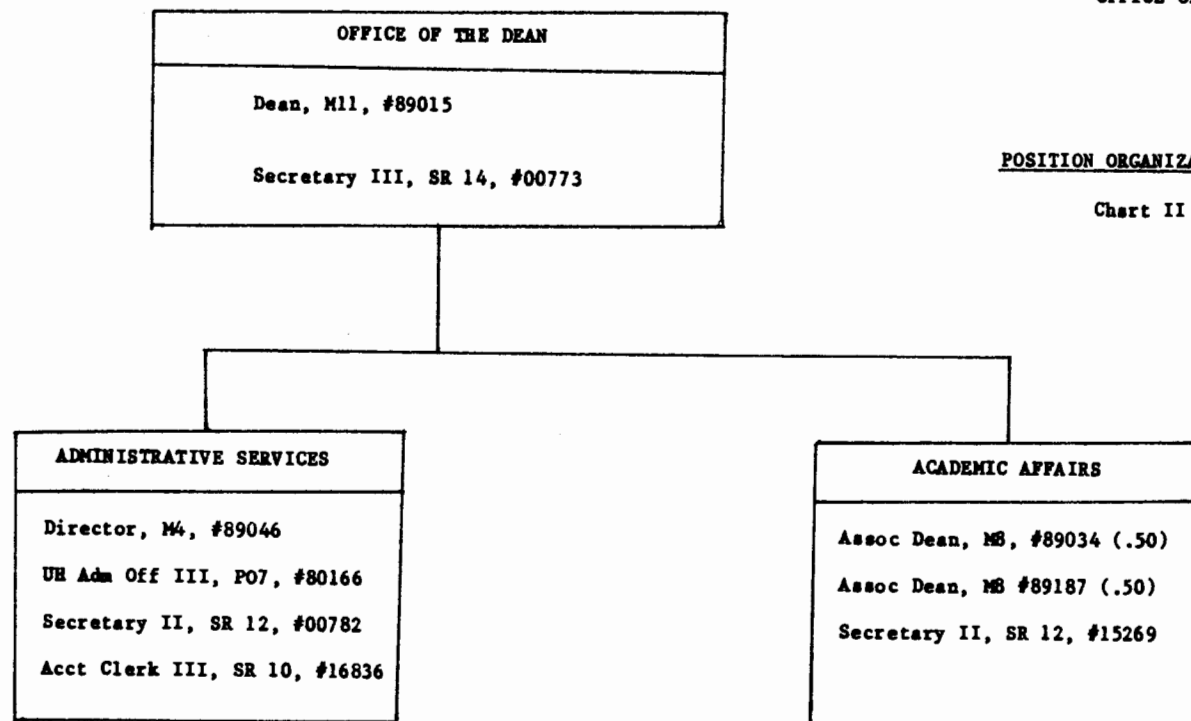 OFFICE OF THE DEAN
Dean, M11, #89015
Secretary III, SR 14, #00773
POSITION ORGANIZA
Chart II
ADMINISTRATIVE SERVICES
Director, M4, #89046
UH Adm Off III, PO7, #80166
Secretary II, SR 12, #00782
Acct Clerk III, SR 10, #16836
ACADEMIC AFFAIRS
Assoc Dean, M8, #89034 (.50)
Assoc Dean, M8 #89187 (.50)
Secretary II, SR 12, #15269